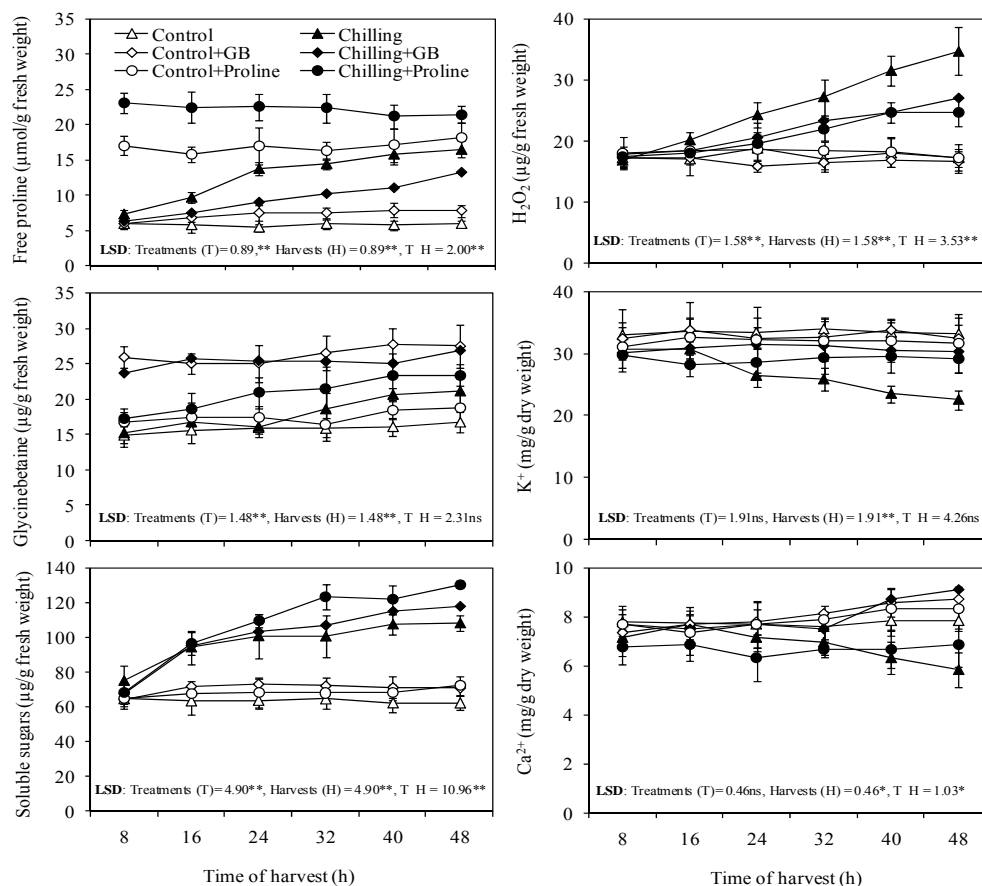 Free proline (µmol/g fresh weight)
35
30
25
20
15
10
5
0
Control
Chilling
Control+GB
Chilling+GB
Control+Proline
Chilling+Proline
LSD: Treatments (T)=0.89,** Harvests (H)=0.89**, T H = 2.00**
H₂O₂ (µg/g fresh weight)
40
30
20
10
0
LSD: Treatments (T)=1.58**, Harvests (H)=1.58**, T H = 3.53**
Glycinebetaine (µg/g fresh weight)
35
30
25
20
15
10
5
0
LSD: Treatments (T)=1.48**, Harvests (H)=1.48**, T H = 2.31ns
K⁺ (mg/g dry weight)
40
30
20
10
0
LSD: Treatments (T)=1.91ns, Harvests (H)=1.91**, T H = 4.26ns
Soluble sugars (µg/g fresh weight)
140
120
100
80
60
40
20
0
LSD: Treatments (T)=4.90**, Harvests (H)=4.90**, T H = 10.96**
8 16 24 32 40 48
Time of harvest (h)
Ca²⁺ (mg/g dry weight)
10
8
6
4
2
0
LSD: Treatments (T)=0.46ns, Harvests (H)=0.46*, T H = 1.03*
8 16 24 32 40 48
Time of harvest (h)